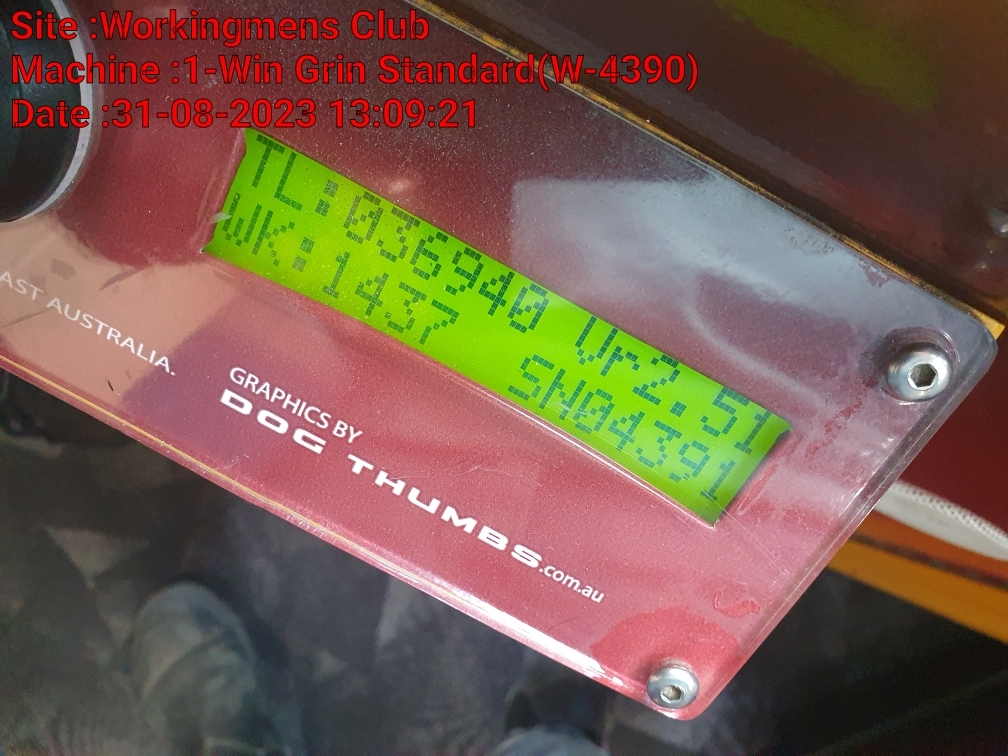 Site :Workingmens Club
Machine :1-Win Grin Standard(W-4390)
Date :31-08-2023 13:09:21
TL:036940 Vr2.51
WK:1437 SN04391
AST AUSTRALIA.
GRAPHICS BY
DOG THUMBS.com.au